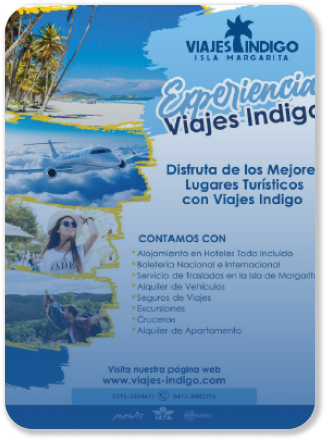 VIAJES INDIGO
ISLA MARGARITA
Experiencia
Viajes Indigo
Disfruta de los Mejore
Lugares Turísticos
con Viajes Indigo
CONTAMOS CON
• Alojamiento en Hoteles Todo Incluido
• Boletería Nacional e Internacional
• Servicio de Traslados en la Isla de Margarit
• Alquiler de Vehículos
• Seguros de Viajes
• Excursiones
• Cruceros
• Alquiler de Apartamento
Visita nuestra página web
www.viajes-indigo.com
IATA